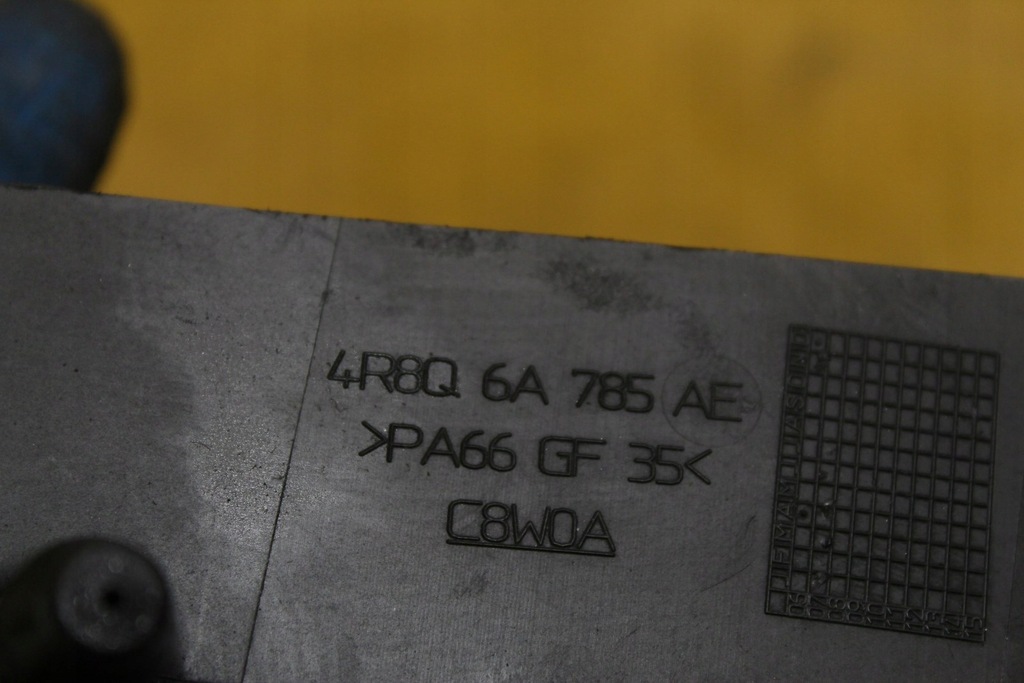 4R8Q 6A 785 AE
>PA66 GF 35<
C8W0A
J F M A M J J A S O N D